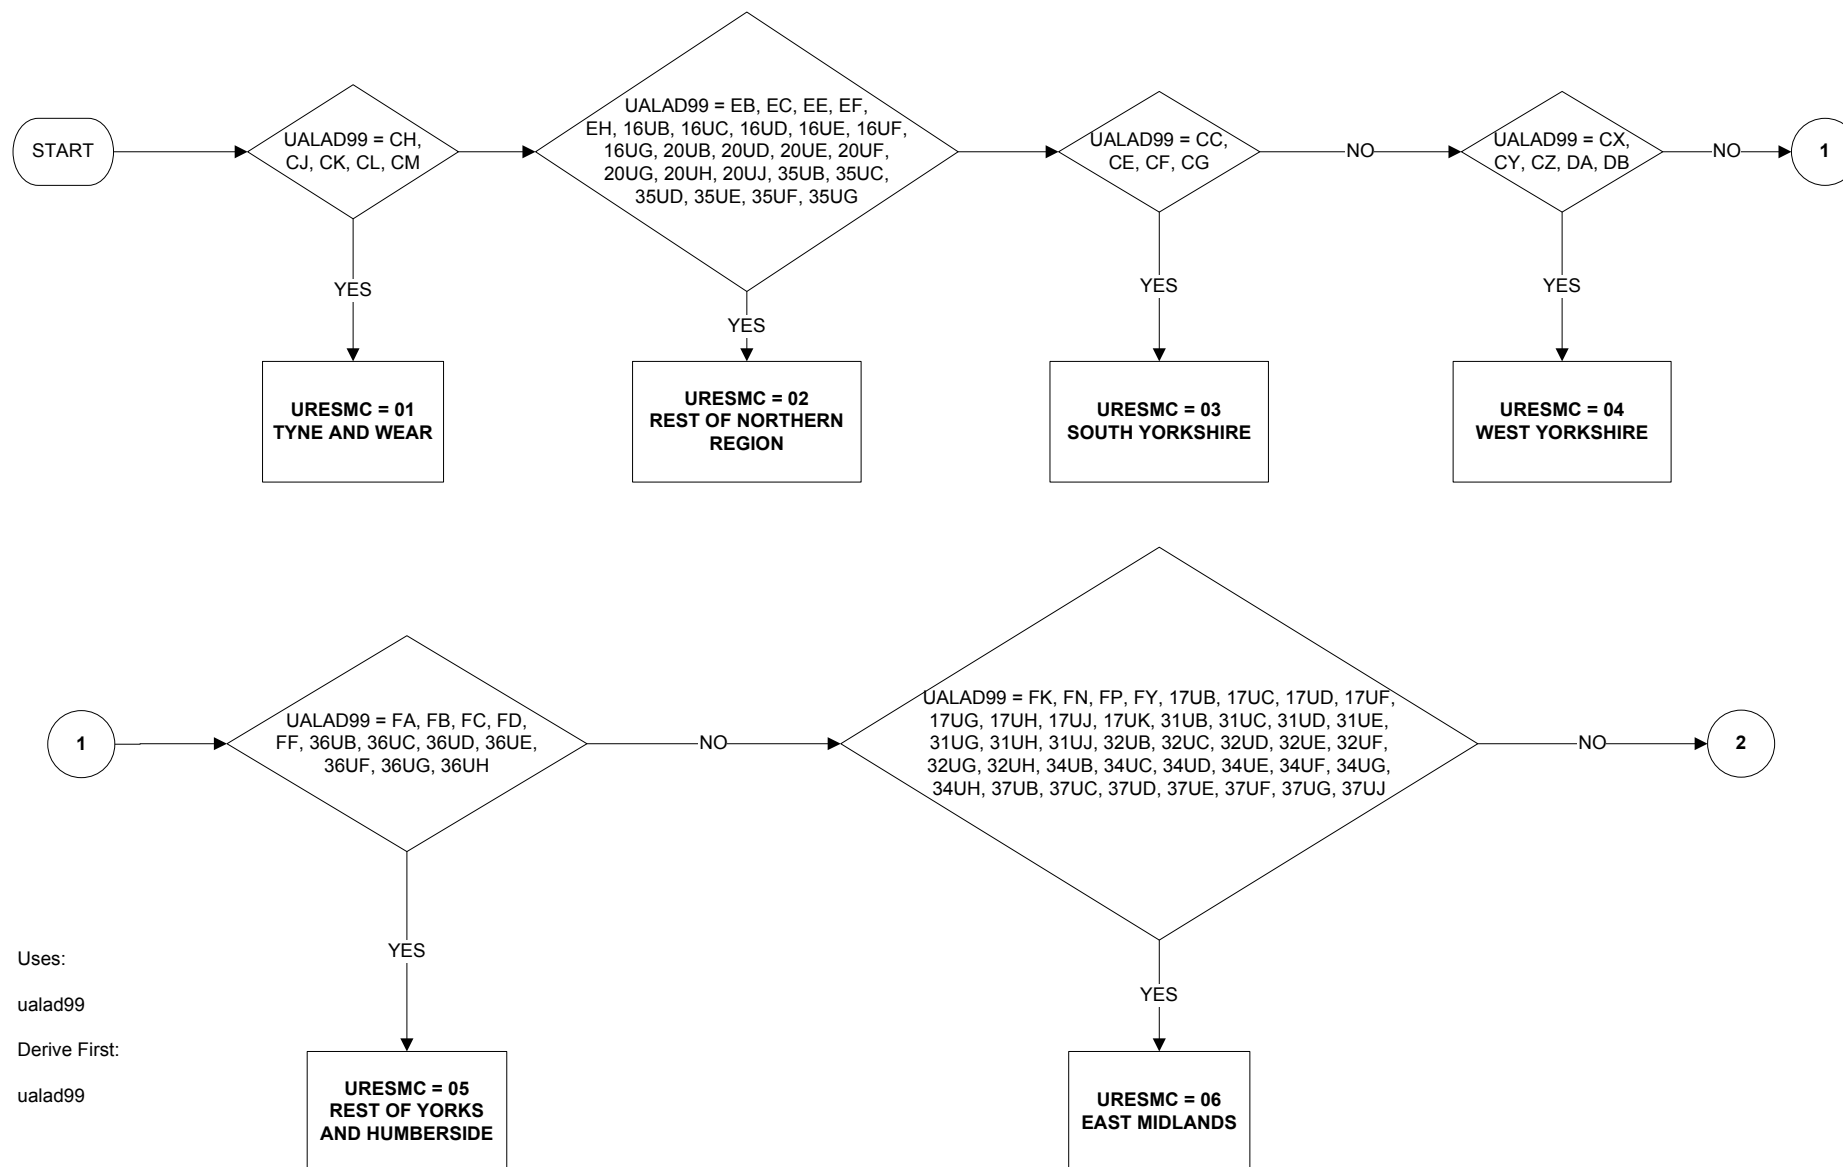 START
UALAD99 = CH,
CJ, CK, CL, CM
UALAD99 = EB, EC, EE, EF,
EH, 16UB, 16UC, 16UD, 16UE, 16UF,
16UG, 20UB, 20UD, 20UE, 20UF,
20UG, 20UH, 20UJ, 35UB, 35UC,
35UD, 35UE, 35UF, 35UG
UALAD99 = CC,
CE, CF, CG
NO
UALAD99 = CX,
CY, CZ, DA, DB
NO
1
YES
YES
YES
YES
URESMC = 01
TYNE AND WEAR
URESMC = 02
REST OF NORTHERN
REGION
URESMC = 03
SOUTH YORKSHIRE
URESMC = 04
WEST YORKSHIRE
1
UALAD99 = FA, FB, FC, FD,
FF, 36UB, 36UC, 36UD, 36UE,
36UF, 36UG, 36UH
NO
UALAD99 = FK, FN, FP, FY, 17UB, 17UC, 17UD, 17UF,
17UG, 17UH, 17UJ, 17UK, 31UB, 31UC, 31UD, 31UE,
31UG, 31UH, 31UJ, 32UB, 32UC, 32UD, 32UE, 32UF,
32UG, 32UH, 34UB, 34UC, 34UD, 34UE, 34UF, 34UG,
34UH, 37UB, 37UC, 37UD, 37UE, 37UF, 37UG, 37UJ
NO
2
YES
YES
Uses:
ualad99
Derive First:
ualad99
URESMC = 05
REST OF YORKS
AND HUMBERSIDE
URESMC = 06
EAST MIDLANDS